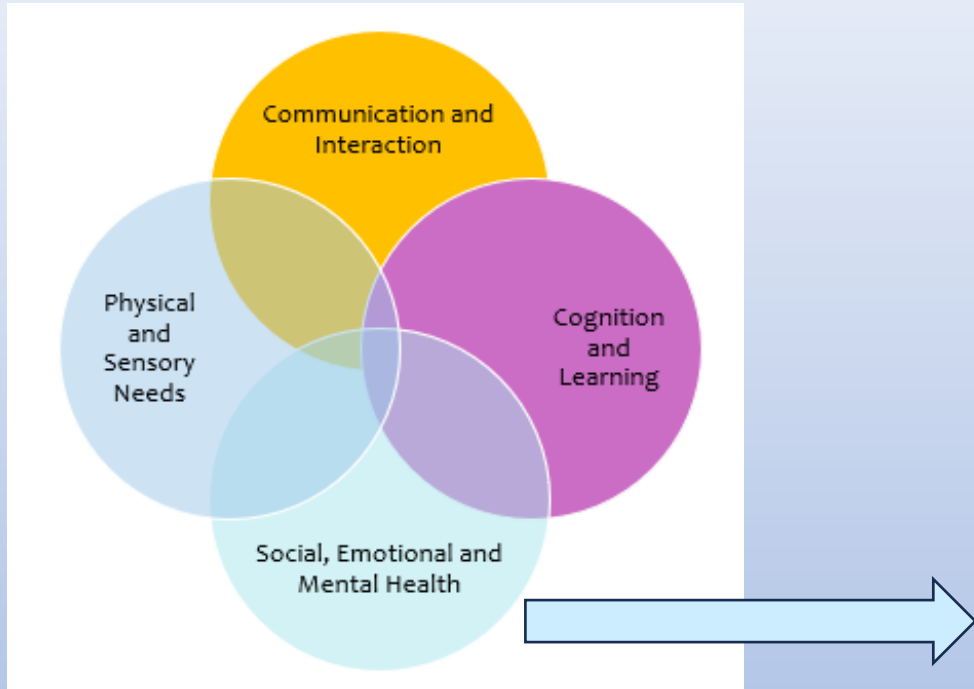 Communication and
Interaction
Physical
and
Sensory
Needs
Cognition
and
Learning
Social, Emotional and
Mental Health